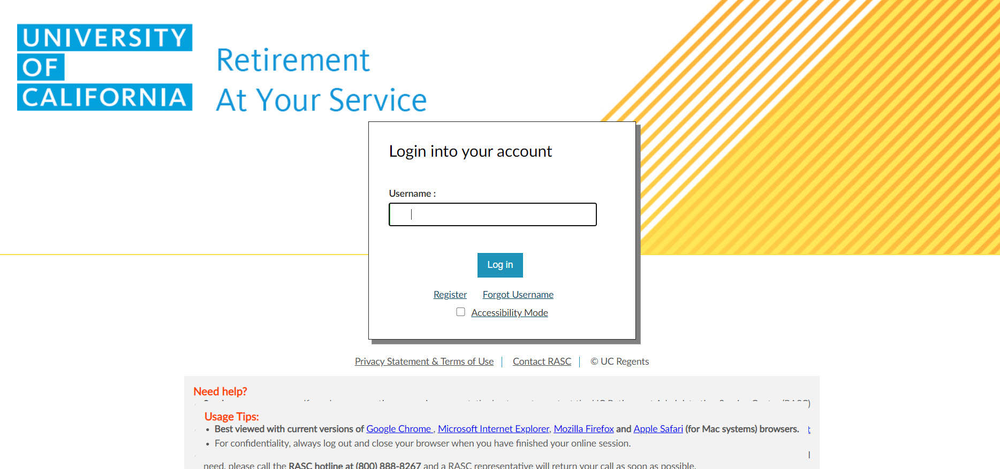 UNIVERSITY
OF
CALIFORNIA
Retirement
At Your Service
Login into your account
Username :
Log in
Register Forgot Username
Accessibility Mode
Privacy Statement & Terms of Use Contact RASC © UC Regents
Need help?
Usage Tips:
• Best viewed with current versions of Google Chrome , Microsoft Internet Explorer, Mozilla Firefox and Apple Safari (for Mac systems) browsers.
• For confidentiality, always log out and close your browser when you have finished your online session.
need, please call the RASC hotline at (800) 888-8267 and a RASC representative will return your call as soon as possible.